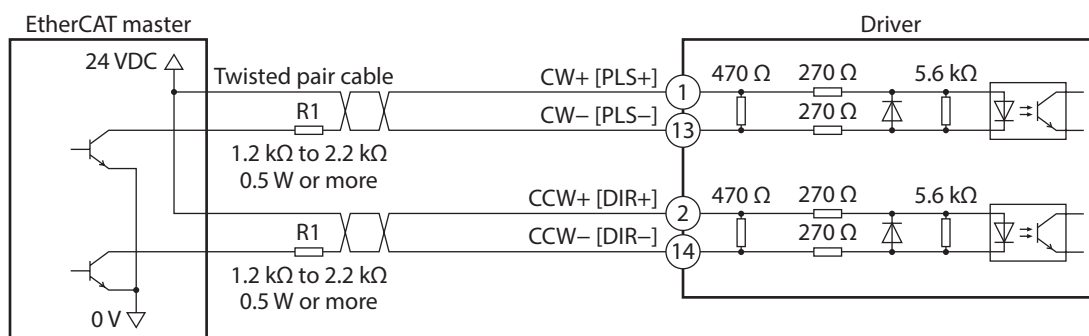 EtherCAT master
Driver
24 VDC
Twisted pair cable
CW+ [PLS+]
1
470 Ω
270 Ω
5.6 kΩ
R1
CW− [PLS−]
13
270 Ω
1.2 kΩ to 2.2 kΩ
0.5 W or more
CCW+ [DIR+]
2
470 Ω
270 Ω
5.6 kΩ
R1
CCW− [DIR−]
14
270 Ω
1.2 kΩ to 2.2 kΩ
0.5 W or more
0 V